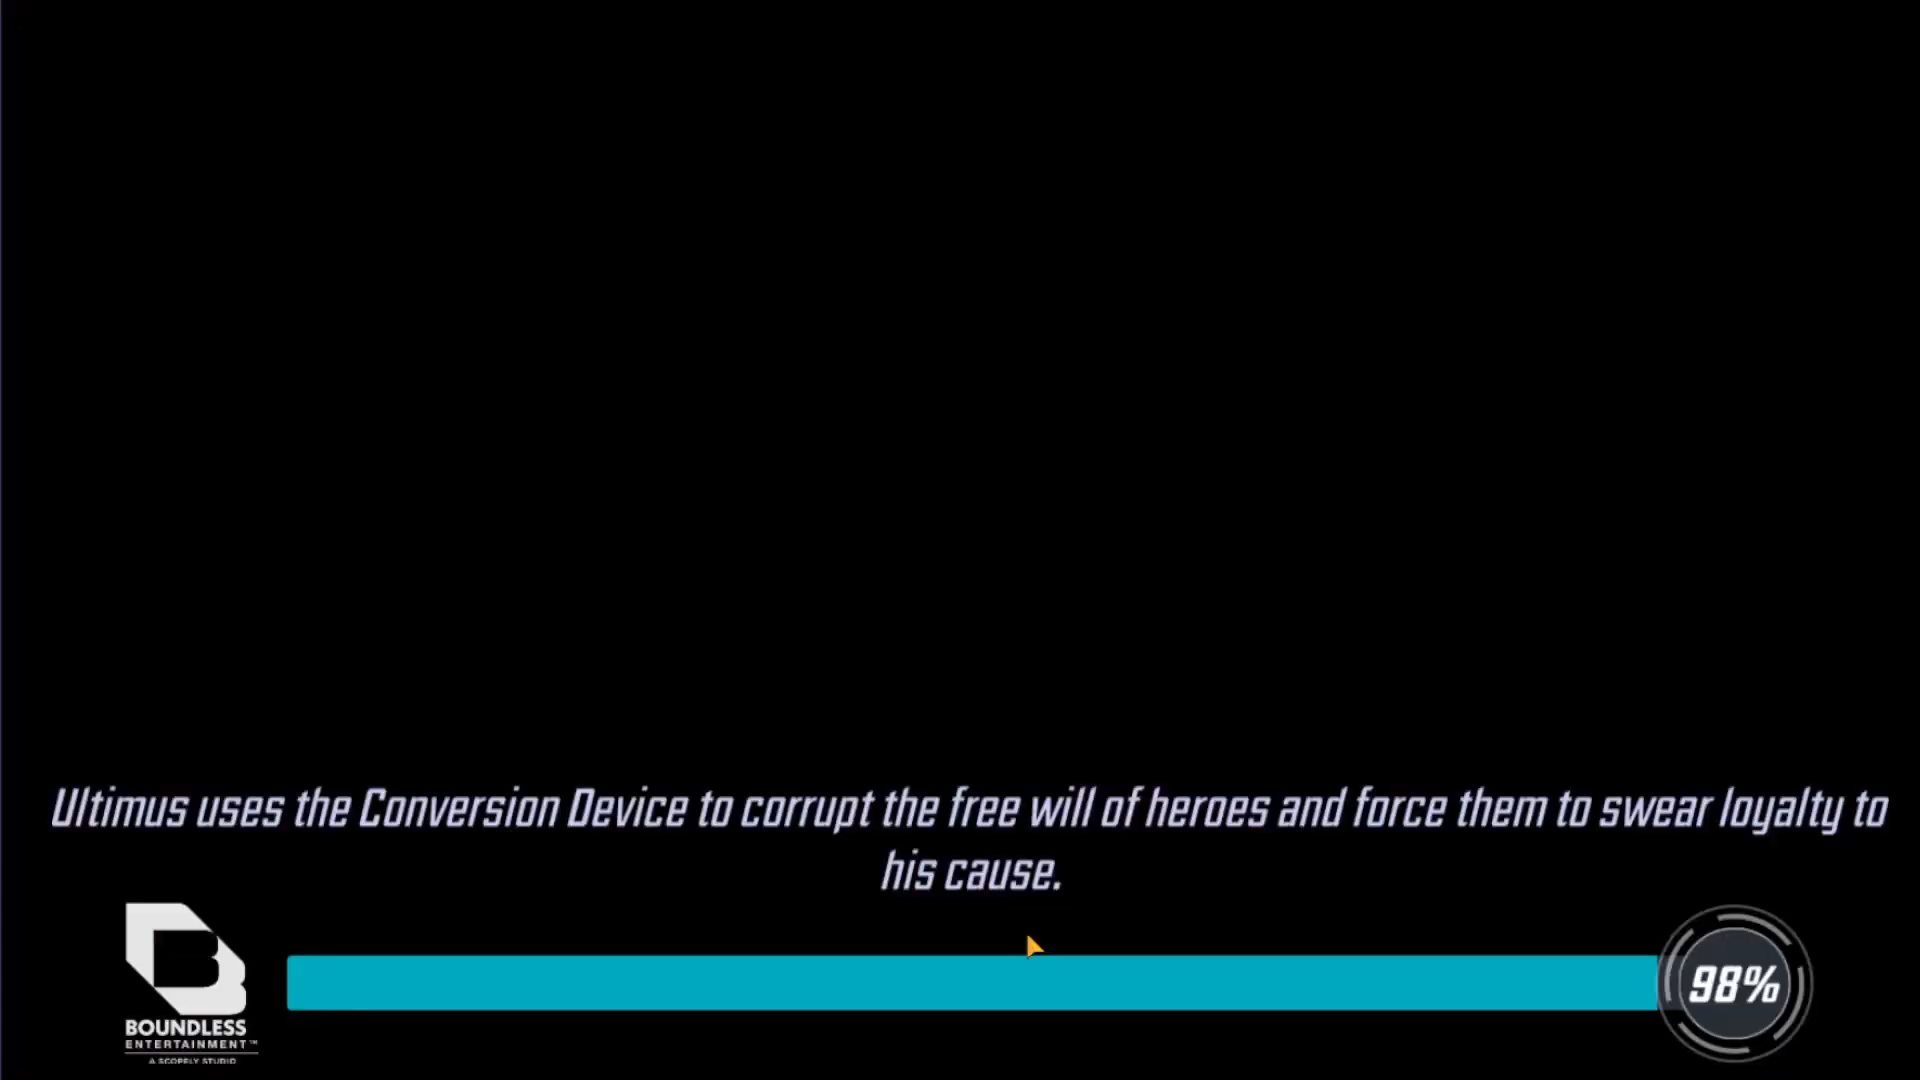 Ultimus uses the Conversion Device to corrupt the free will of heroes and force them to swear loyalty to
his cause.
98%
BOUNDLESS
ENTERTAINMENT™
A SCOPELY STUDIO